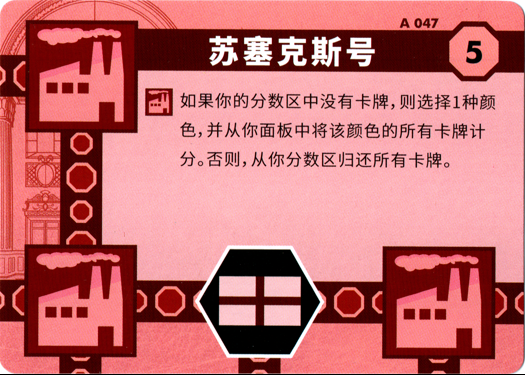 A 047
苏塞克斯号
5
如果你的分数区中没有卡牌,则选择1种颜
色,并从你面板中将该颜色的所有卡牌计
分。否则,从你分数区归还所有卡牌。